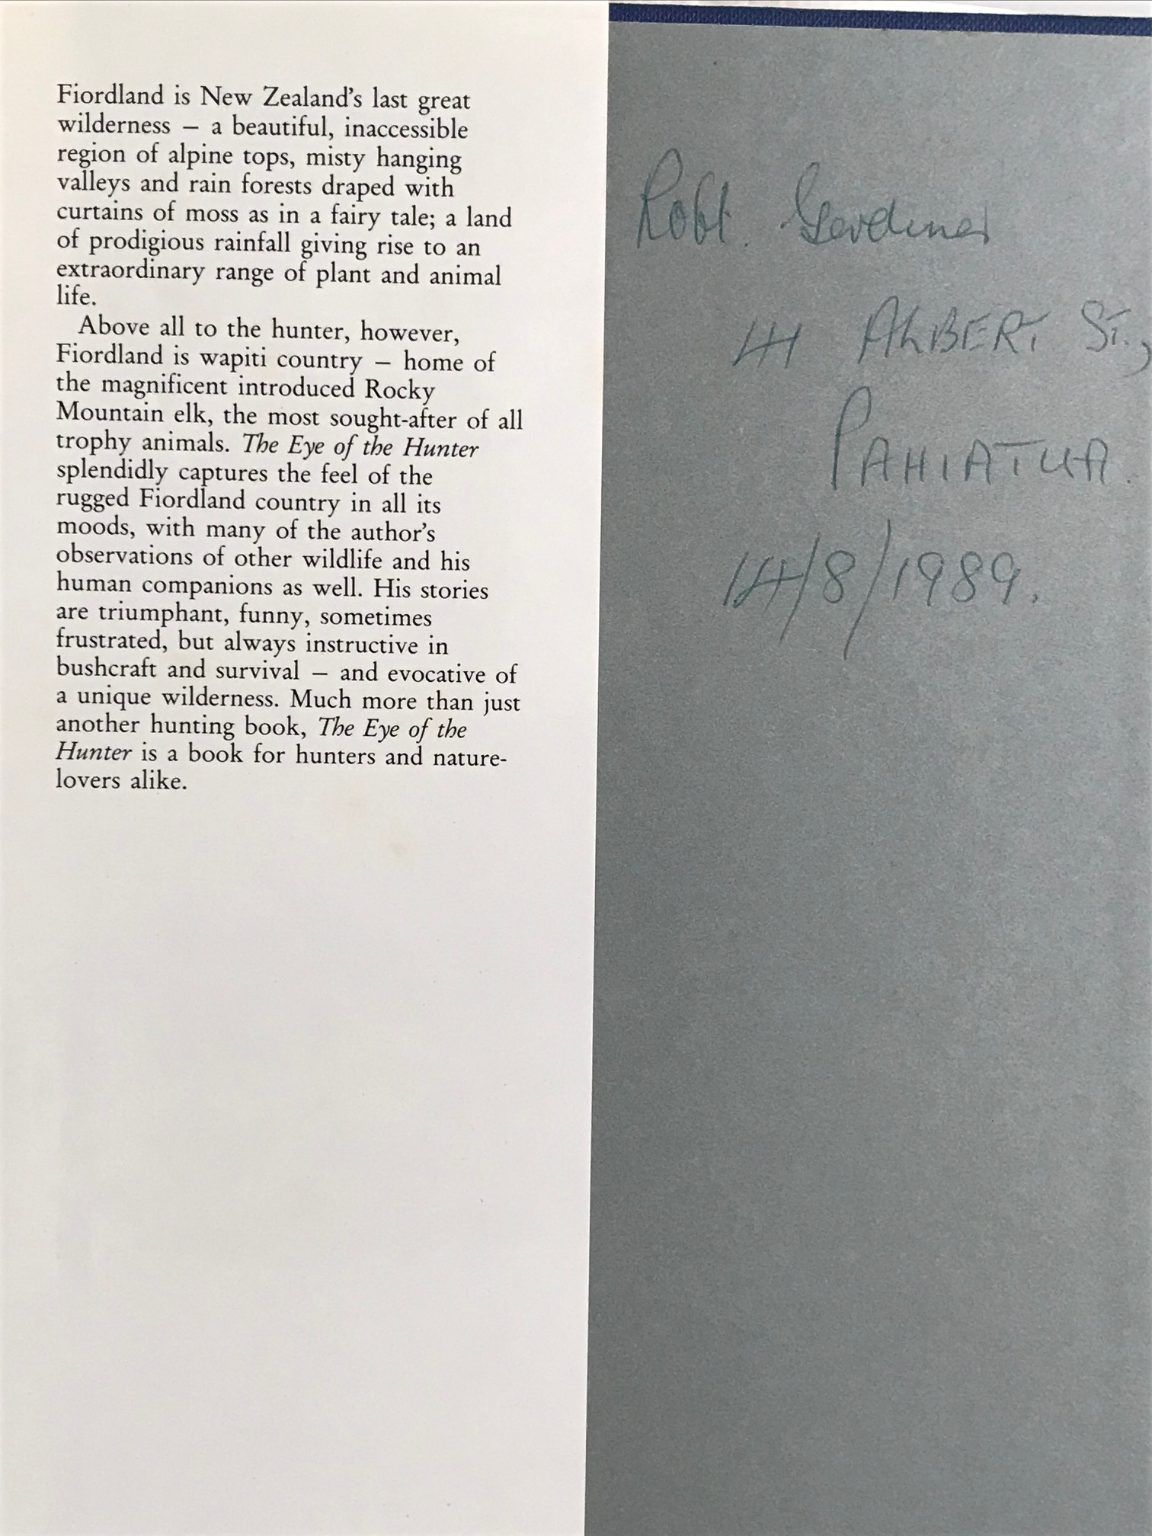 Fiordland is New Zealand's last great
wilderness – a beautiful, inaccessible
region of alpine tops, misty hanging
valleys and rain forests draped with
curtains of moss as in a fairy tale; a land
of prodigious rainfall giving rise to an
extraordinary range of plant and animal
life.
Above all to the hunter, however,
Fiordland is wapiti country – home of
the magnificent introduced Rocky
Mountain elk, the most sought-after of all
trophy animals. The Eye of the Hunter
splendidly captures the feel of the
rugged Fiordland country in all its
moods, with many of the author's
observations of other wildlife and his
human companions as well. His stories
are triumphant, funny, sometimes
frustrated, but always instructive in
bushcraft and survival – and evocative of
a unique wilderness. Much more than just
another hunting book, The Eye of the
Hunter is a book for hunters and nature-
lovers alike.
Robt.
ALBERT ST.,
PAHIATUA.
14/8/1989.